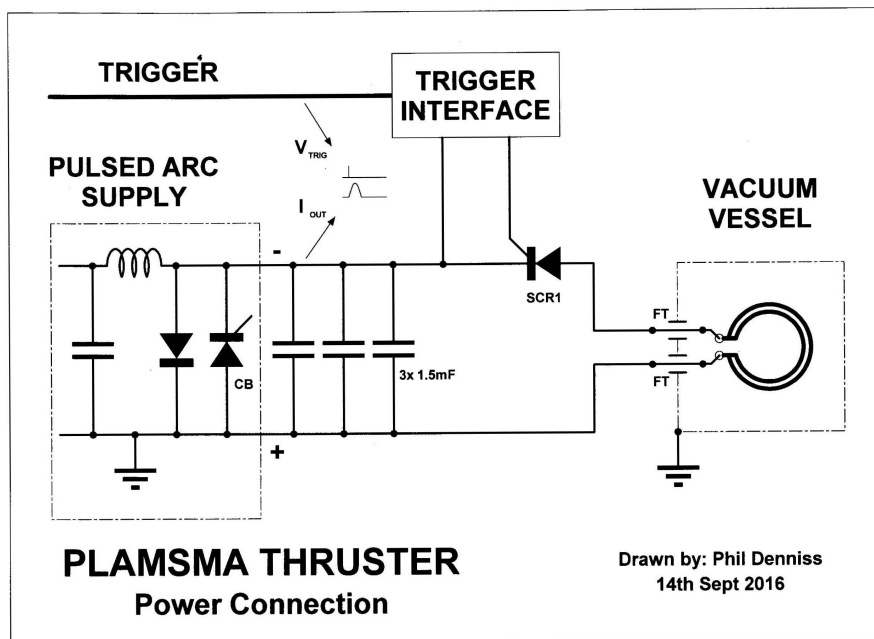 TRIGGER
TRIGGER
INTERFACE
V TRIG
I OUT
PULSED ARC
SUPPLY
VACUUM
VESSEL
-
SCR1
FT
CB
3x 1.5mF
FT
+
PLAMSMA THRUSTER
Power Connection
Drawn by: Phil Denniss
14th Sept 2016